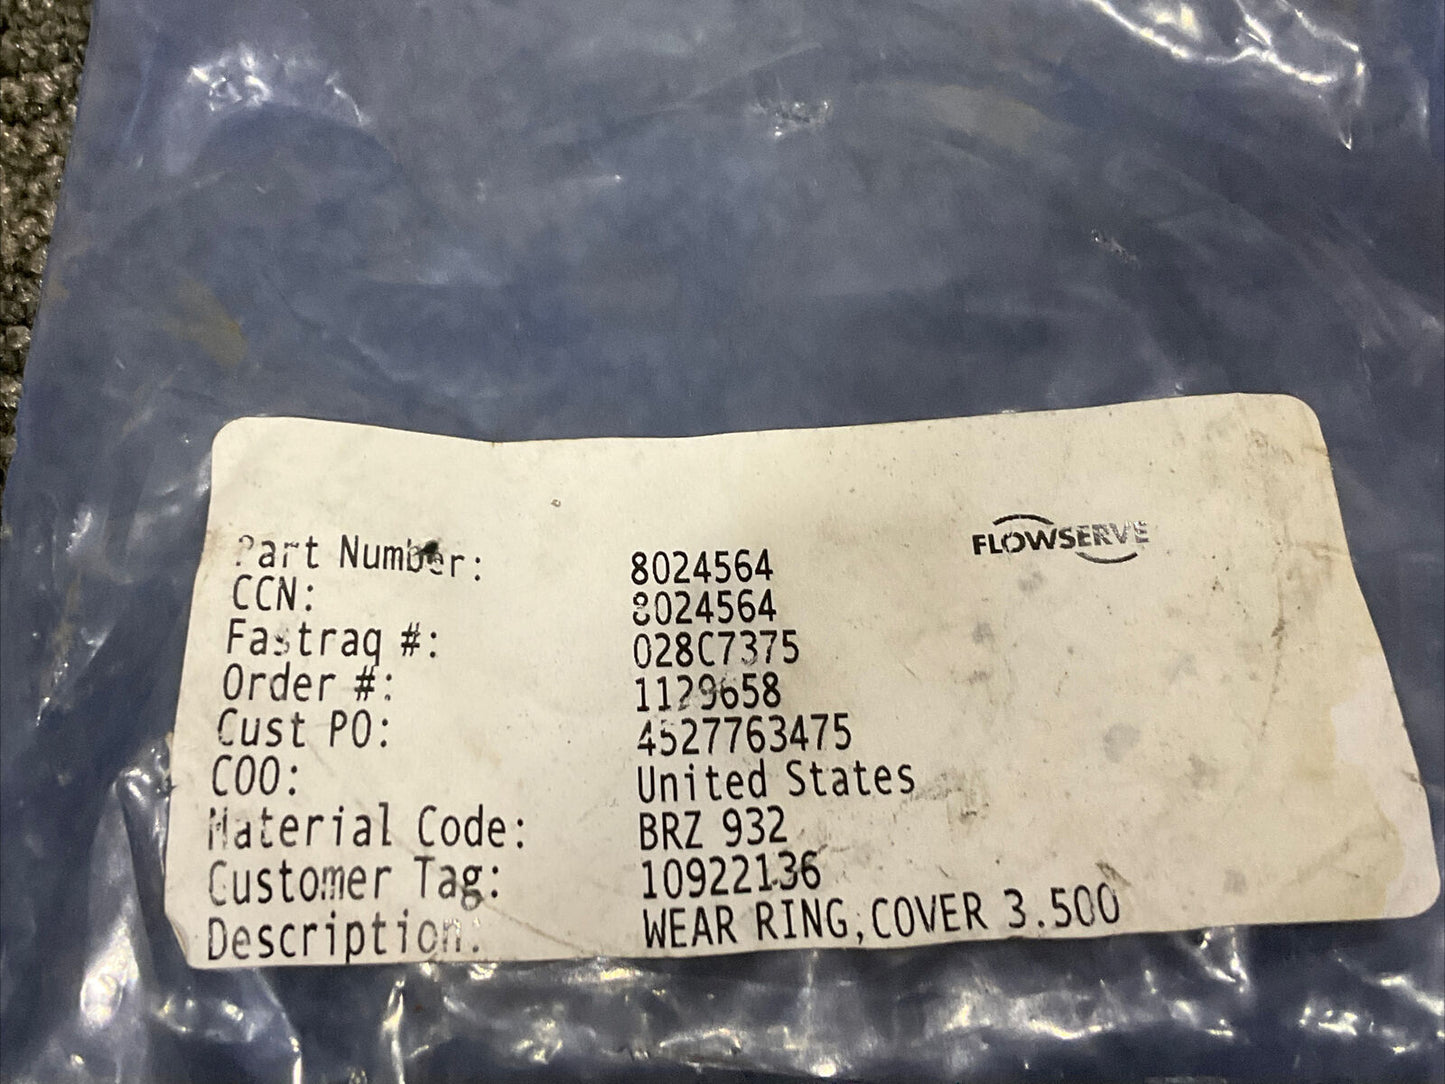 FLOWSERVE
Part Number: 8024564
CCN: 8024564
Fastraq #: 028C7375
Order #: 1129658
Cust PO: 4527763475
COO: United States
Material Code: BRZ 932
Customer Tag: 10922136
Description: WEAR RING,COVER 3.500